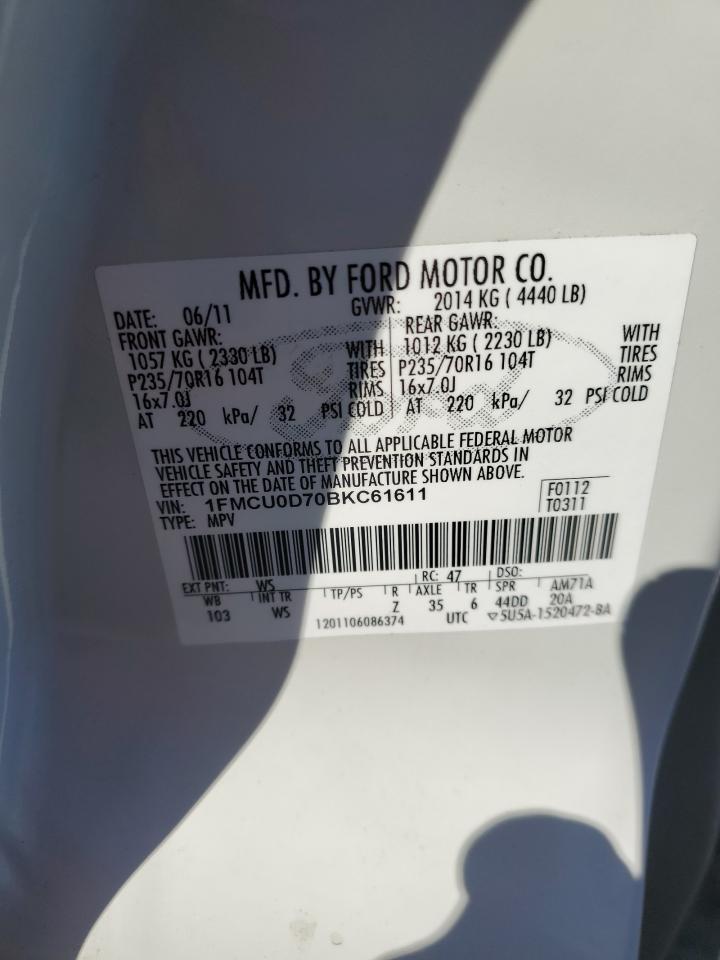 MFD. BY FORD MOTOR CO.
DATE: 06/11 GVWR: 2014 KG ( 4440 LB)
FRONT GAWR: REAR GAWR:
1057 KG ( 2330 LB) WITH 1012 KG ( 2230 LB) WITH
P235/70R16 104T TIRES P235/70R16 104T TIRES
16x7.0J RIMS 16x7.0J RIMS
AT 220 kPa/ 32 PSI COLD AT 220 kPa/ 32 PSI COLD
THIS VEHICLE CONFORMS TO ALL APPLICABLE FEDERAL MOTOR
VEHICLE SAFETY AND THEFT PREVENTION STANDARDS IN
EFFECT ON THE DATE OF MANUFACTURE SHOWN ABOVE.
VIN: 1FMCU0D70BKC61611 F0112
TYPE: MPV T0311
EXT PNT: WS RC: 47 DSO:
WB INT TR TP/PS R AXLE TR SPR AM71A
103 WS Z 35 6 44DD 20A
1201106086374 UTC ▽5U5A-1520472-BA